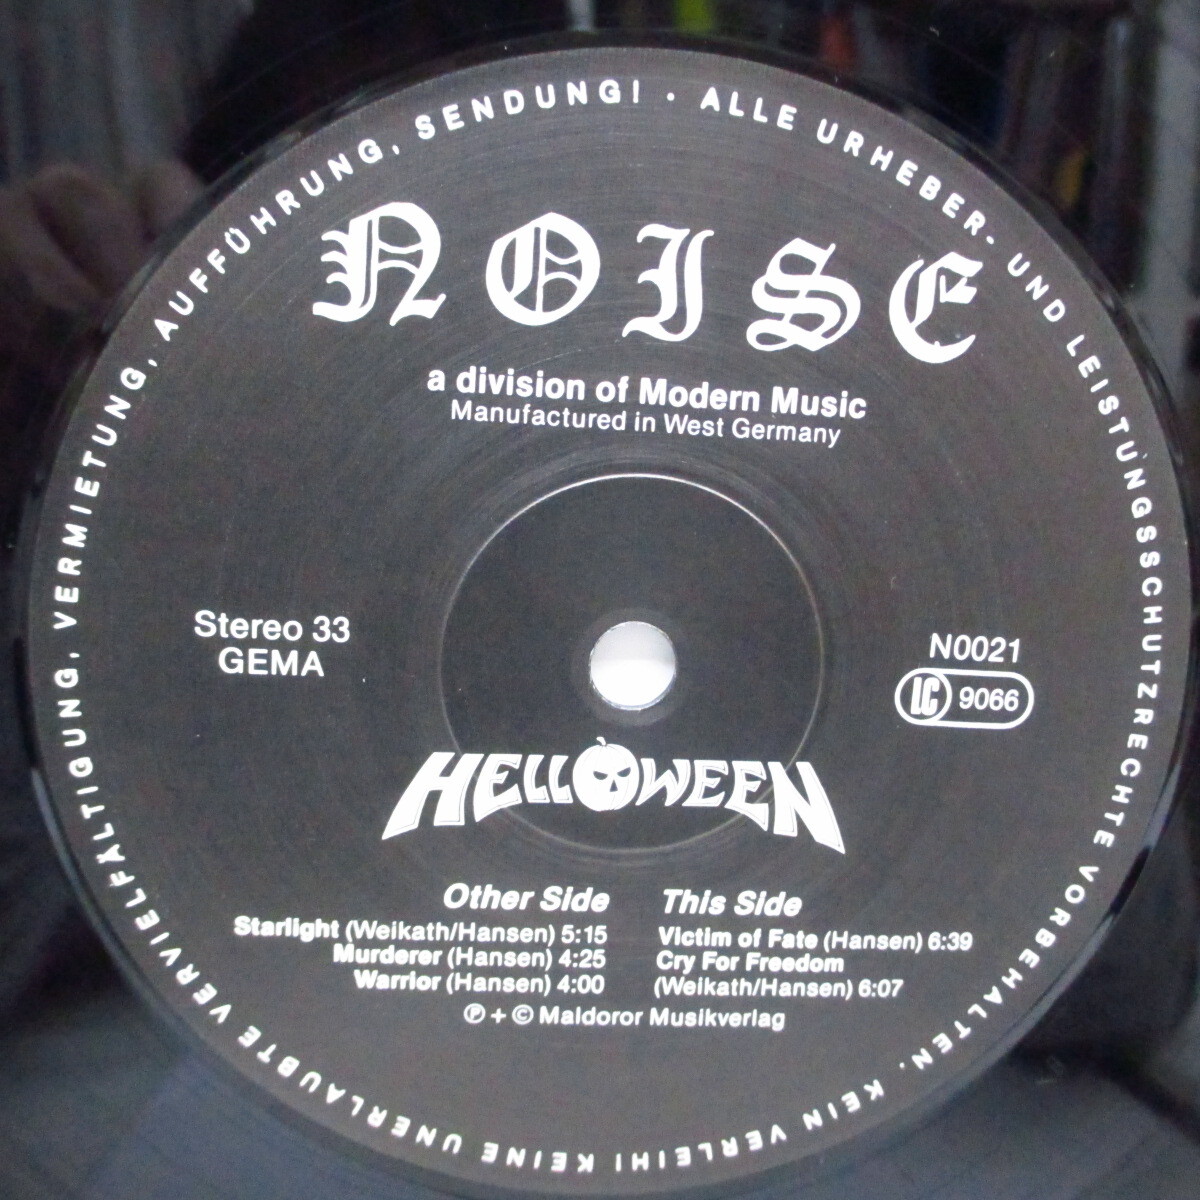 ALLE URHEBER- UND LEISTUNGSSCHUTZRECHTE VORBEHALTEN. KEIN VERLEIH! KEINE UNERLAUBTE VERVIELFÄLTIGUNG, VERMIETUNG, AUFFÜHRUNG, SENDUNG! ·
NOISE
a division of Modern Music
Manufactured in West Germany
Stereo 33
GEMA
N0021
LC 9066
HELLOWEEN
Other Side
Starlight (Weikath/Hansen) 5:15
Murderer (Hansen) 4:25
Warrior (Hansen) 4:00
This Side
Victim of Fate (Hansen) 6:39
Cry For Freedom
(Weikath/Hansen) 6:07
℗ + © Maldoror Musikverlag